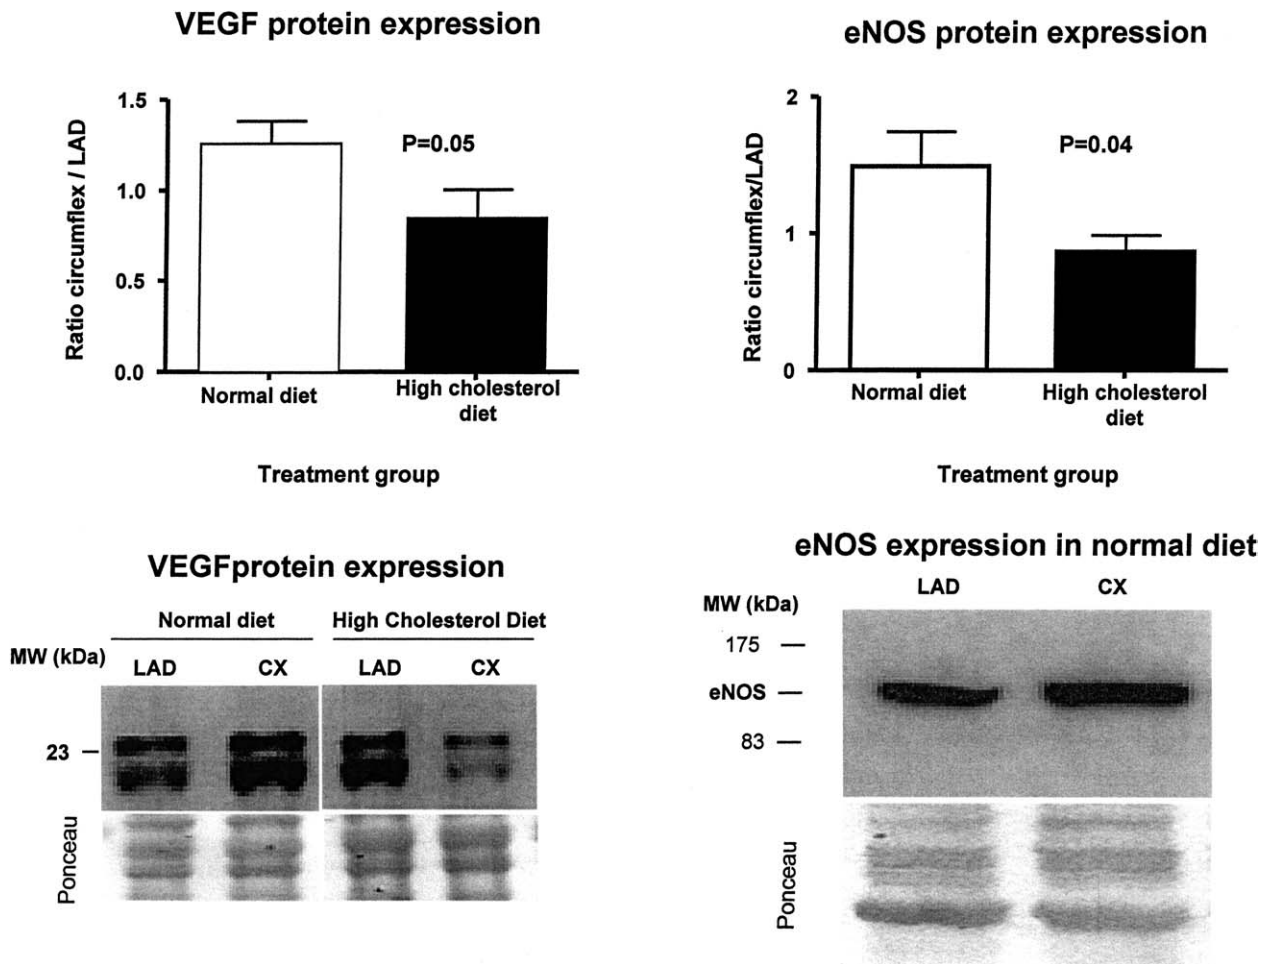 VEGF protein expression
Ratio circumflex / LAD
1.5
1.0
0.5
0.0
P=0.05
Normal diet
High cholesterol
diet
Treatment group
eNOS protein expression
Ratio circumflex/LAD
2
1
0
P=0.04
Normal diet
High cholesterol
diet
Treatment group
VEGFprotein expression
Normal diet
High Cholesterol Diet
MW (kDa)
LAD
CX
LAD
CX
23
Ponceau
eNOS expression in normal diet
LAD
CX
MW (kDa)
175
eNOS
83
Ponceau